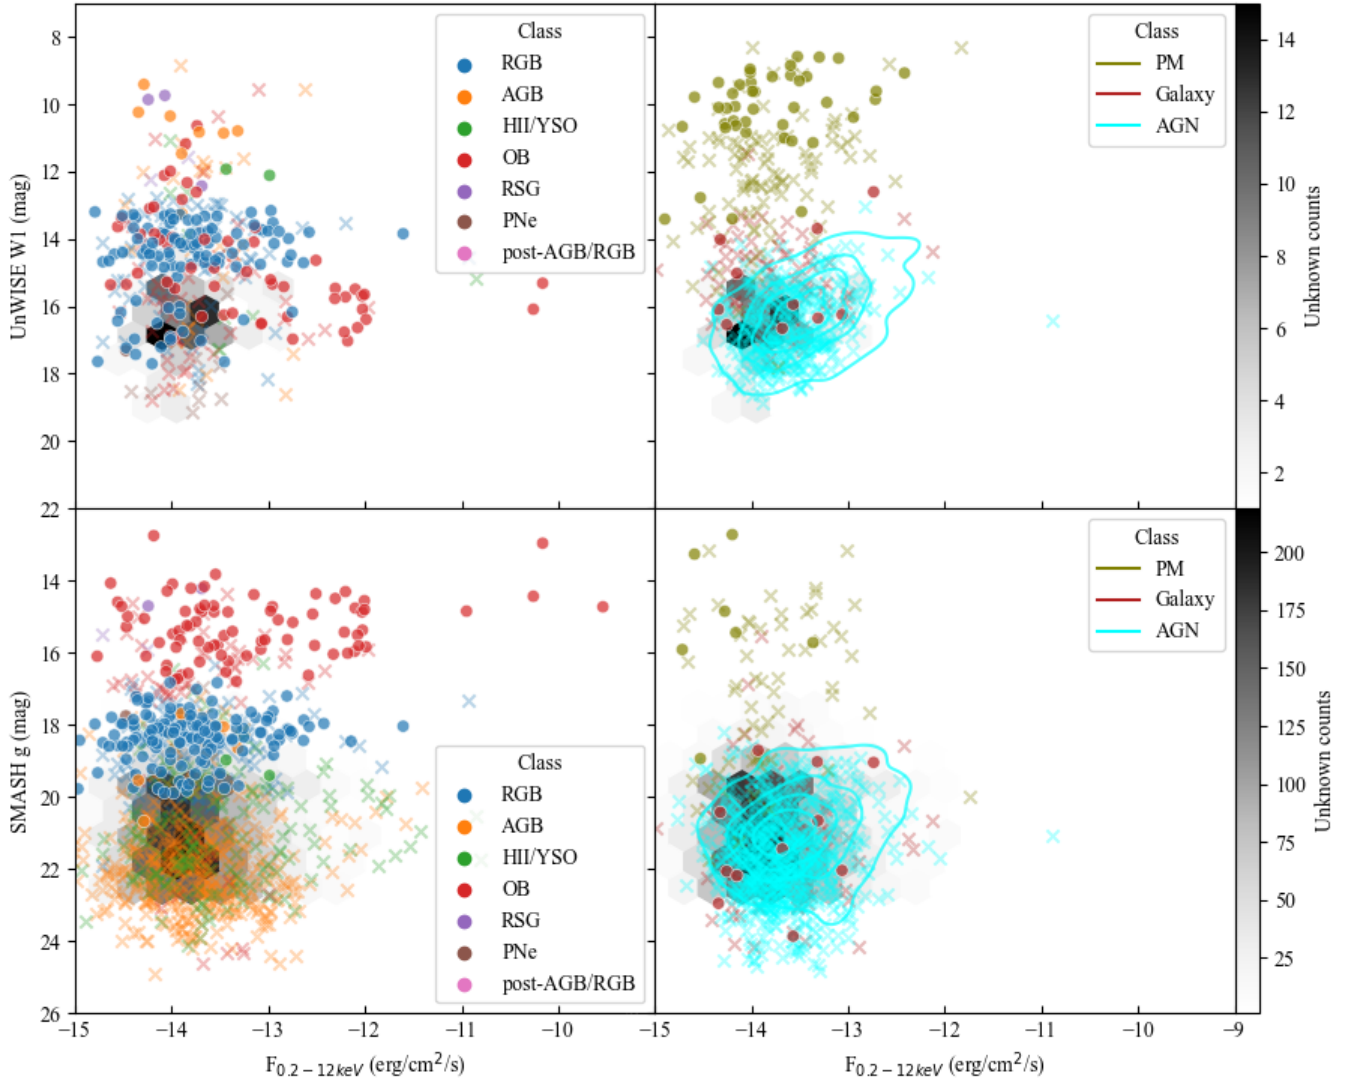 Class
RGB
AGB
HII/YSO
OB
RSG
PNe
post-AGB/RGB
8
10
12
14
16
18
20
22
UnWISE W1 (mag)
Class
PM
Galaxy
AGN
14
12
10
8
6
4
2
Unknown counts
14
16
18
20
22
24
26
SMASH g (mag)
Class
RGB
AGB
HII/YSO
OB
RSG
PNe
post-AGB/RGB
−15 −14 −13 −12 −11 −10
F0.2−12keV (erg/cm2/s)
Class
PM
Galaxy
AGN
−15 −14 −13 −12 −11 −10 −9
F0.2−12keV (erg/cm2/s)
200
175
150
125
100
75
50
25
Unknown counts